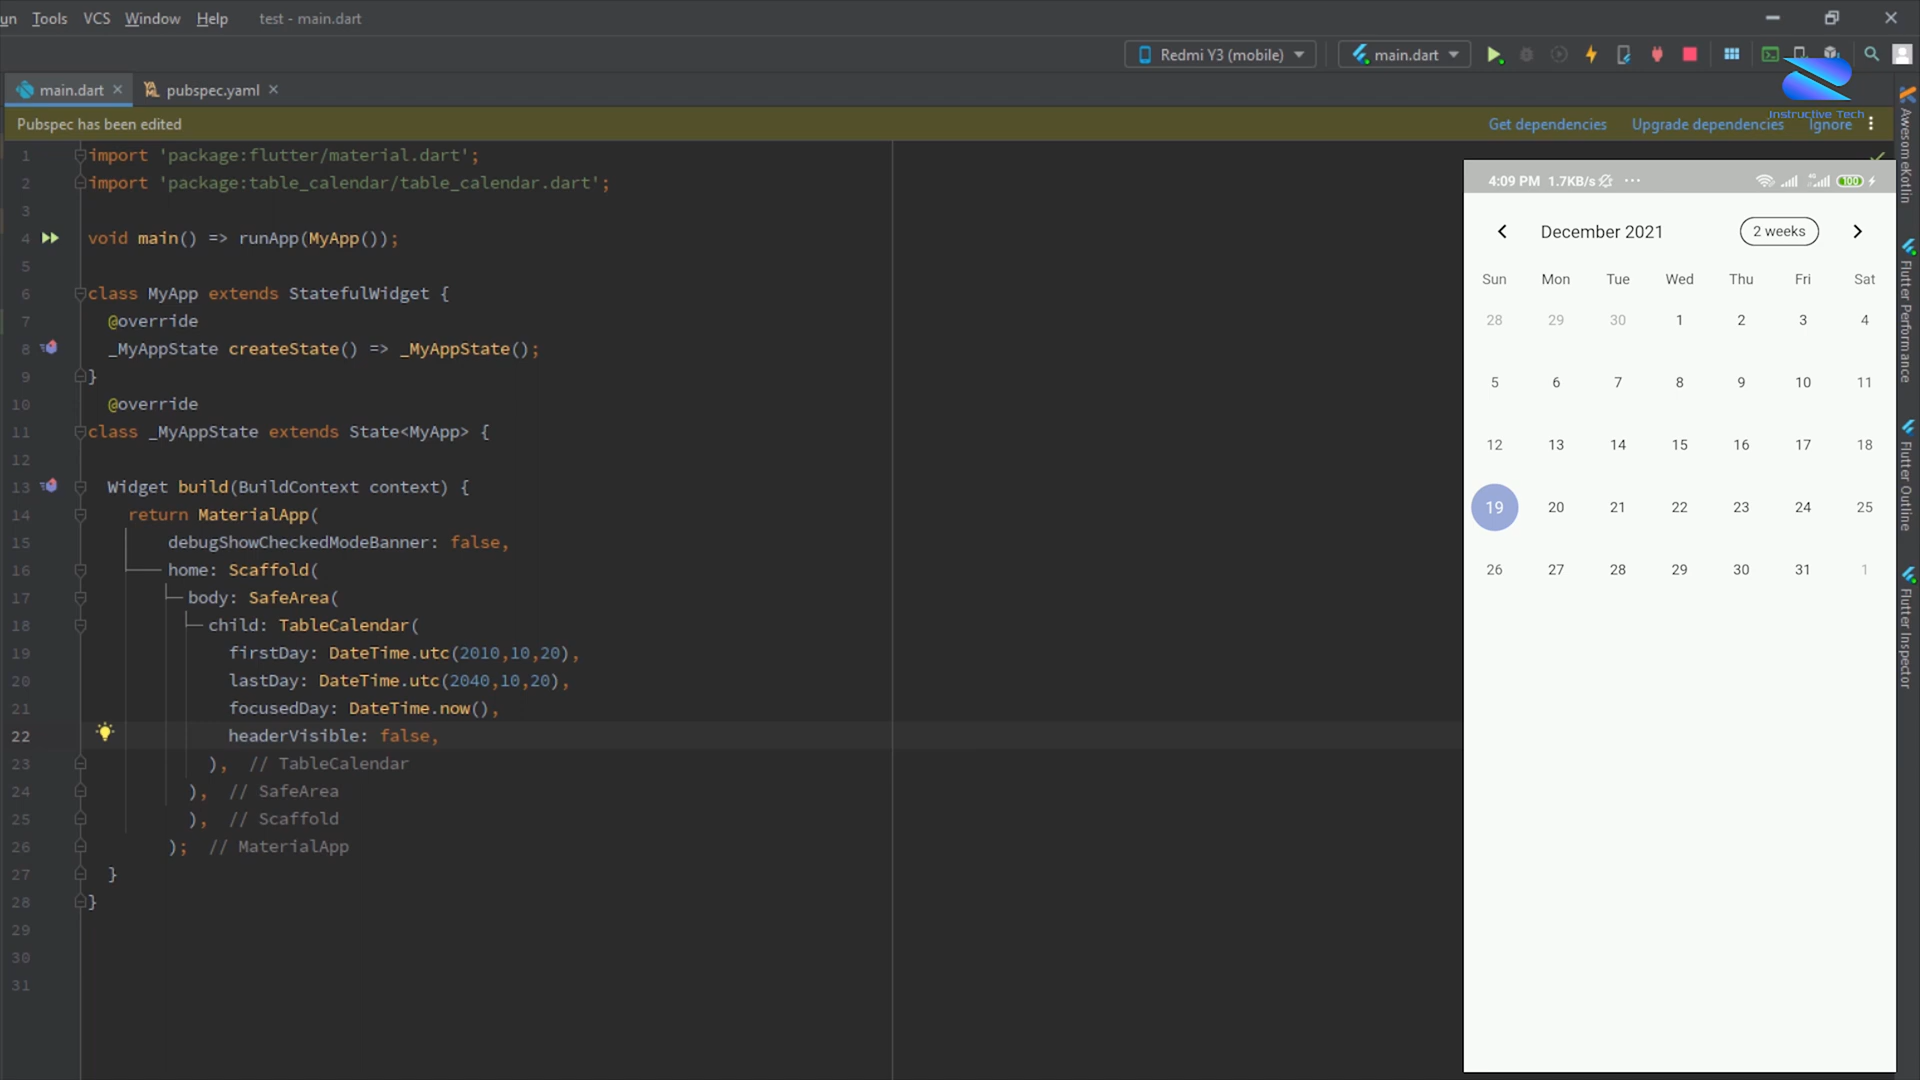 un Tools VCS Window Help test - main.dart
Redmi Y3 (mobile) main.dart
main.dart pubspec.yaml
Instructive Tech
Pubspec has been edited Get dependencies Upgrade dependencies Ignore
1 import 'package:flutter/material.dart';
2 import 'package:table_calendar/table_calendar.dart';
3
4 void main() => runApp(MyApp());
5
6 class MyApp extends StatefulWidget {
7 @override
8 _MyAppState createState() => _MyAppState();
9 }
10 @override
11 class _MyAppState extends State<MyApp> {
12
13 Widget build(BuildContext context) {
14 return MaterialApp(
15 debugShowCheckedModeBanner: false,
16 home: Scaffold(
17 body: SafeArea(
18 child: TableCalendar(
19 firstDay: DateTime.utc(2010,10,20),
20 lastDay: DateTime.utc(2040,10,20),
21 focusedDay: DateTime.now(),
22 headerVisible: false,
23 ), // TableCalendar
24 ), // SafeArea
25 ), // Scaffold
26 ); // MaterialApp
27 }
28 }
29
30
31
4:09 PM 1.7KB/s ... 4G 100
December 2021 2 weeks
Sun Mon Tue Wed Thu Fri Sat
28 29 30 1 2 3 4
5 6 7 8 9 10 11
12 13 14 15 16 17 18
19 20 21 22 23 24 25
26 27 28 29 30 31 1
AwesomeKotlin
Flutter Performance
Flutter Outline
Flutter Inspector